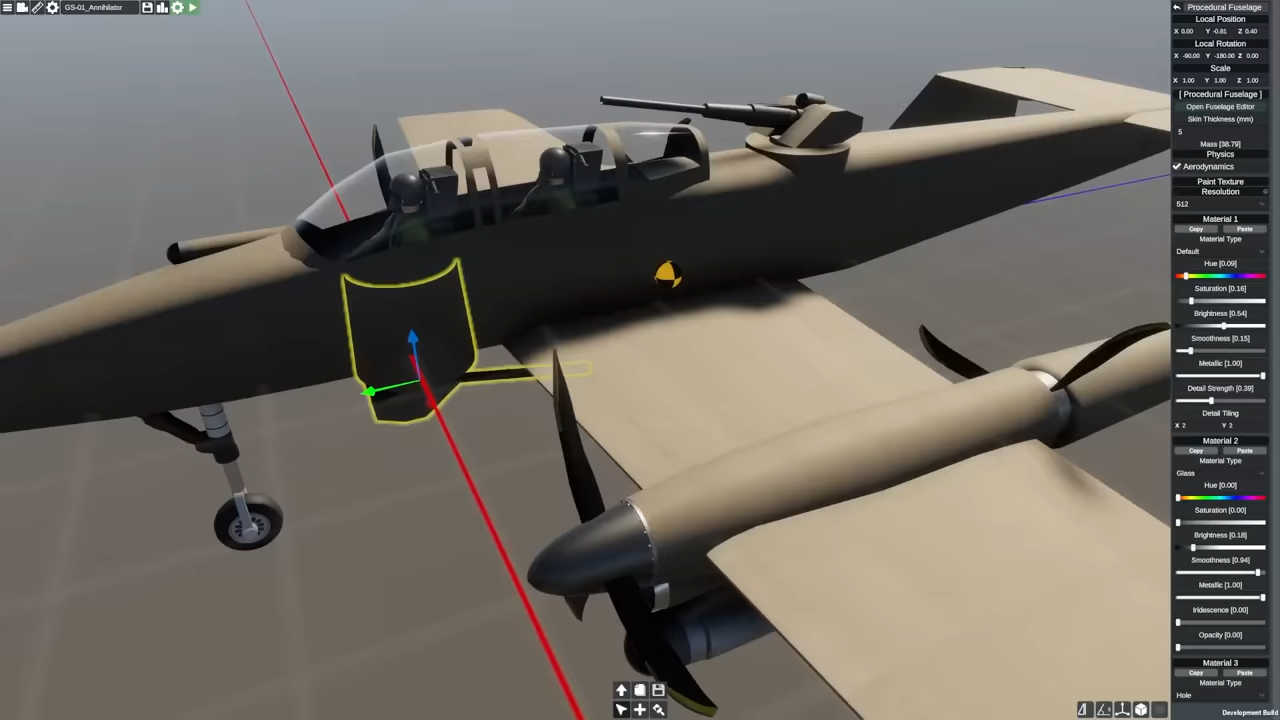 GS-01_Annihilator
Procedural Fuselage
Local Position
X 0.00 Y -0.81 Z 0.40
Local Rotation
X -90.00 Y -180.00 Z 0.00
Scale
X 1.00 Y 1.00 Z 1.00
[ Procedural Fuselage ]
Open Fuselage Editor
Skin Thickness (mm)
5
Mass [38.79]
Physics
Aerodynamics
Paint Texture
Resolution
512
Material 1
Copy Paste
Material Type
Default
Hue [0.09]
Saturation [0.16]
Brightness [0.54]
Smoothness [0.15]
Metallic [1.00]
Detail Strength [0.39]
Detail Tiling
X 2 Y 2
Material 2
Copy Paste
Material Type
Glass
Hue [0.00]
Saturation [0.00]
Brightness [0.18]
Smoothness [0.94]
Metallic [1.00]
Iridescence [0.00]
Opacity [0.00]
Material 3
Copy Paste
Material Type
Hole
Development Build